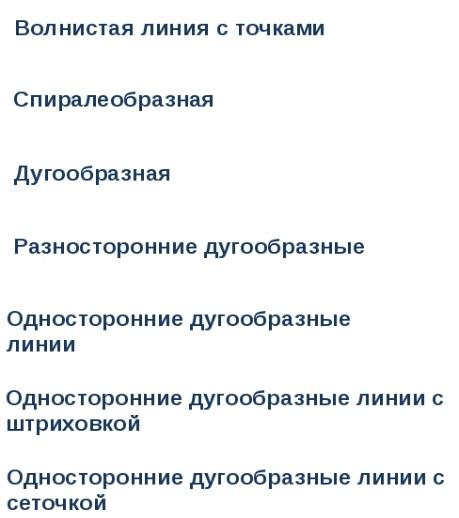 Волнистая линия с точками
Спиралеобразная
Дугообразная
Разносторонние дугообразные
Односторонние дугообразные
линии
Односторонние дугообразные линии с
штриховкой
Односторонние дугообразные линии с
сеточкой